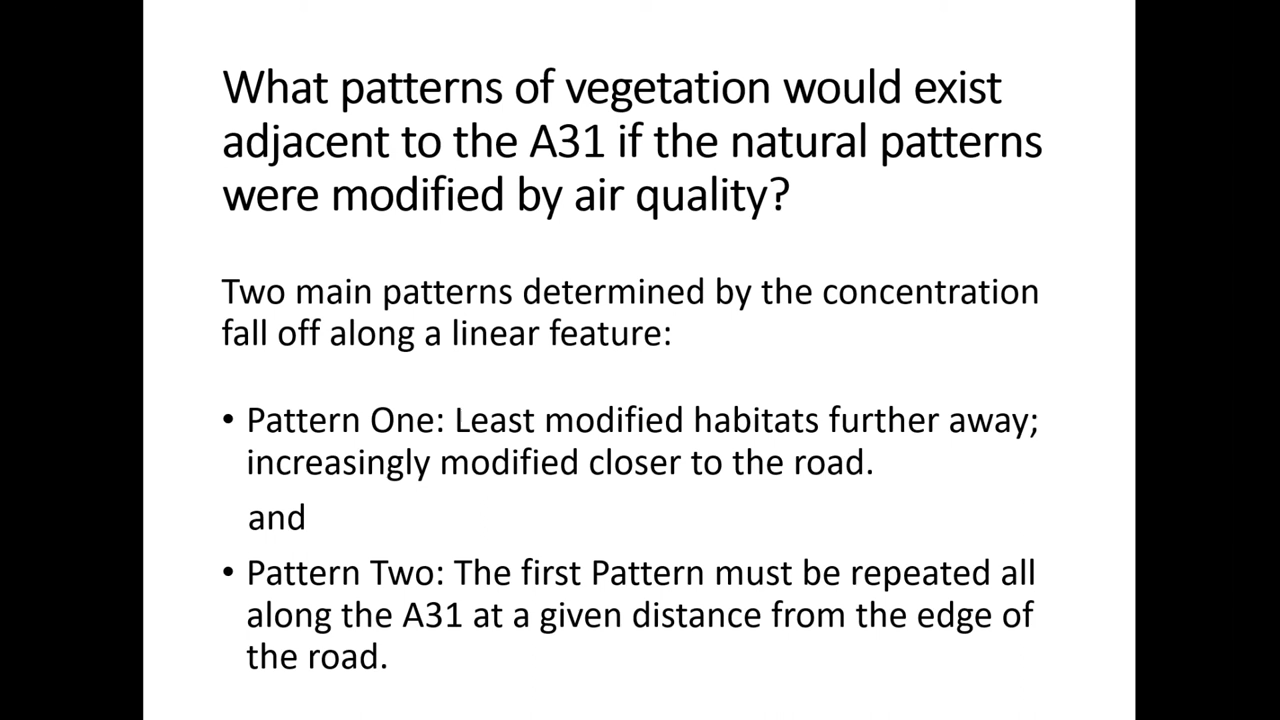 What patterns of vegetation would exist
adjacent to the A31 if the natural patterns
were modified by air quality?
Two main patterns determined by the concentration
fall off along a linear feature:
• Pattern One: Least modified habitats further away;
increasingly modified closer to the road.
and
• Pattern Two: The first Pattern must be repeated all
along the A31 at a given distance from the edge of
the road.